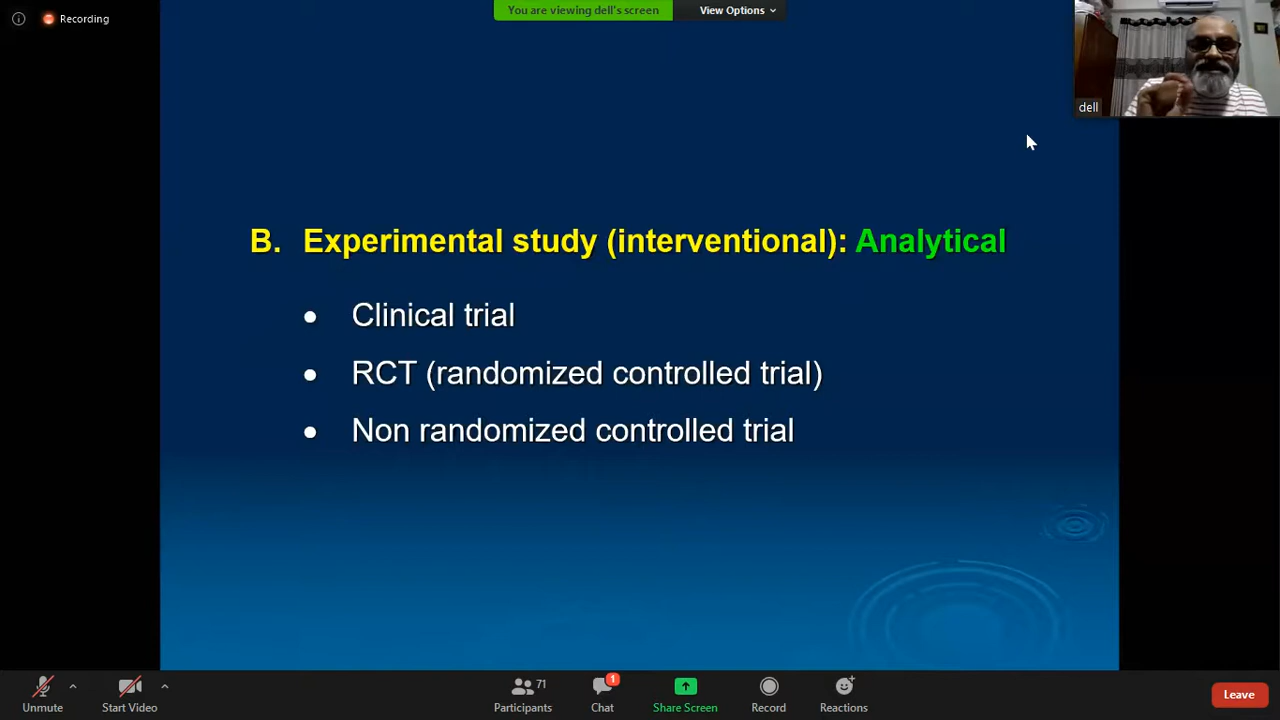 Recording
You are viewing dell's screen
View Options
dell
B. Experimental study (interventional): Analytical
• Clinical trial
• RCT (randomized controlled trial)
• Non randomized controlled trial
Unmute
Start Video
71
Participants
1
Chat
Share Screen
Record
Reactions
Leave